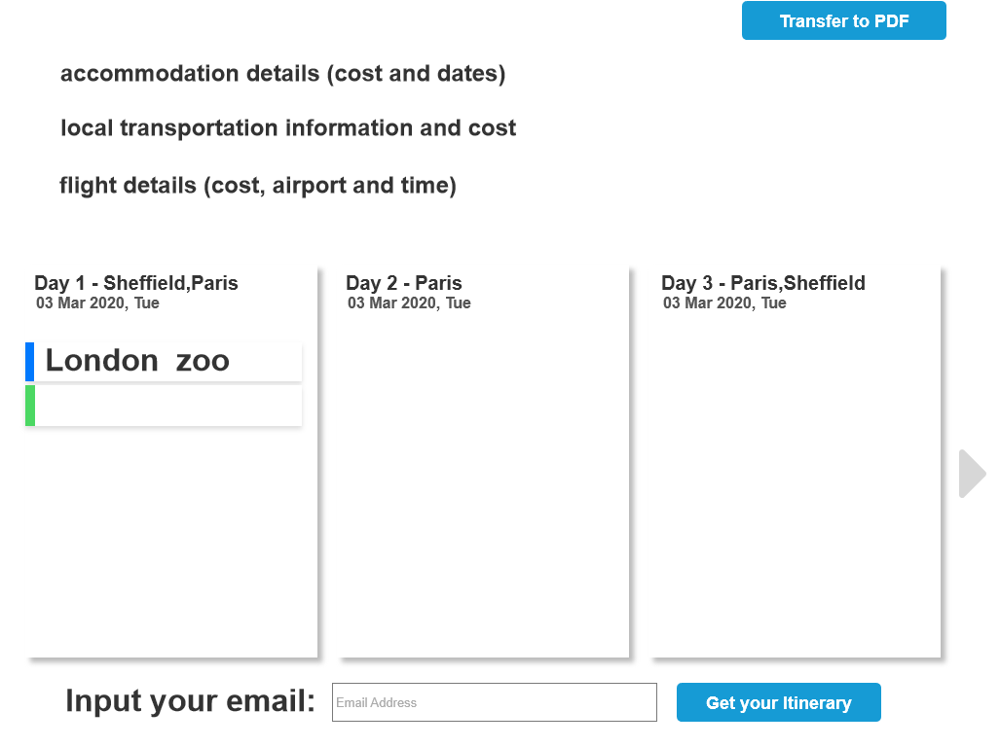 Transfer to PDF
accommodation details (cost and dates)
local transportation information and cost
flight details (cost, airport and time)
Day 1 - Sheffield,Paris
03 Mar 2020, Tue
London zoo
Day 2 - Paris
03 Mar 2020, Tue
Day 3 - Paris,Sheffield
03 Mar 2020, Tue
Input your email:
Email Address
Get your Itinerary